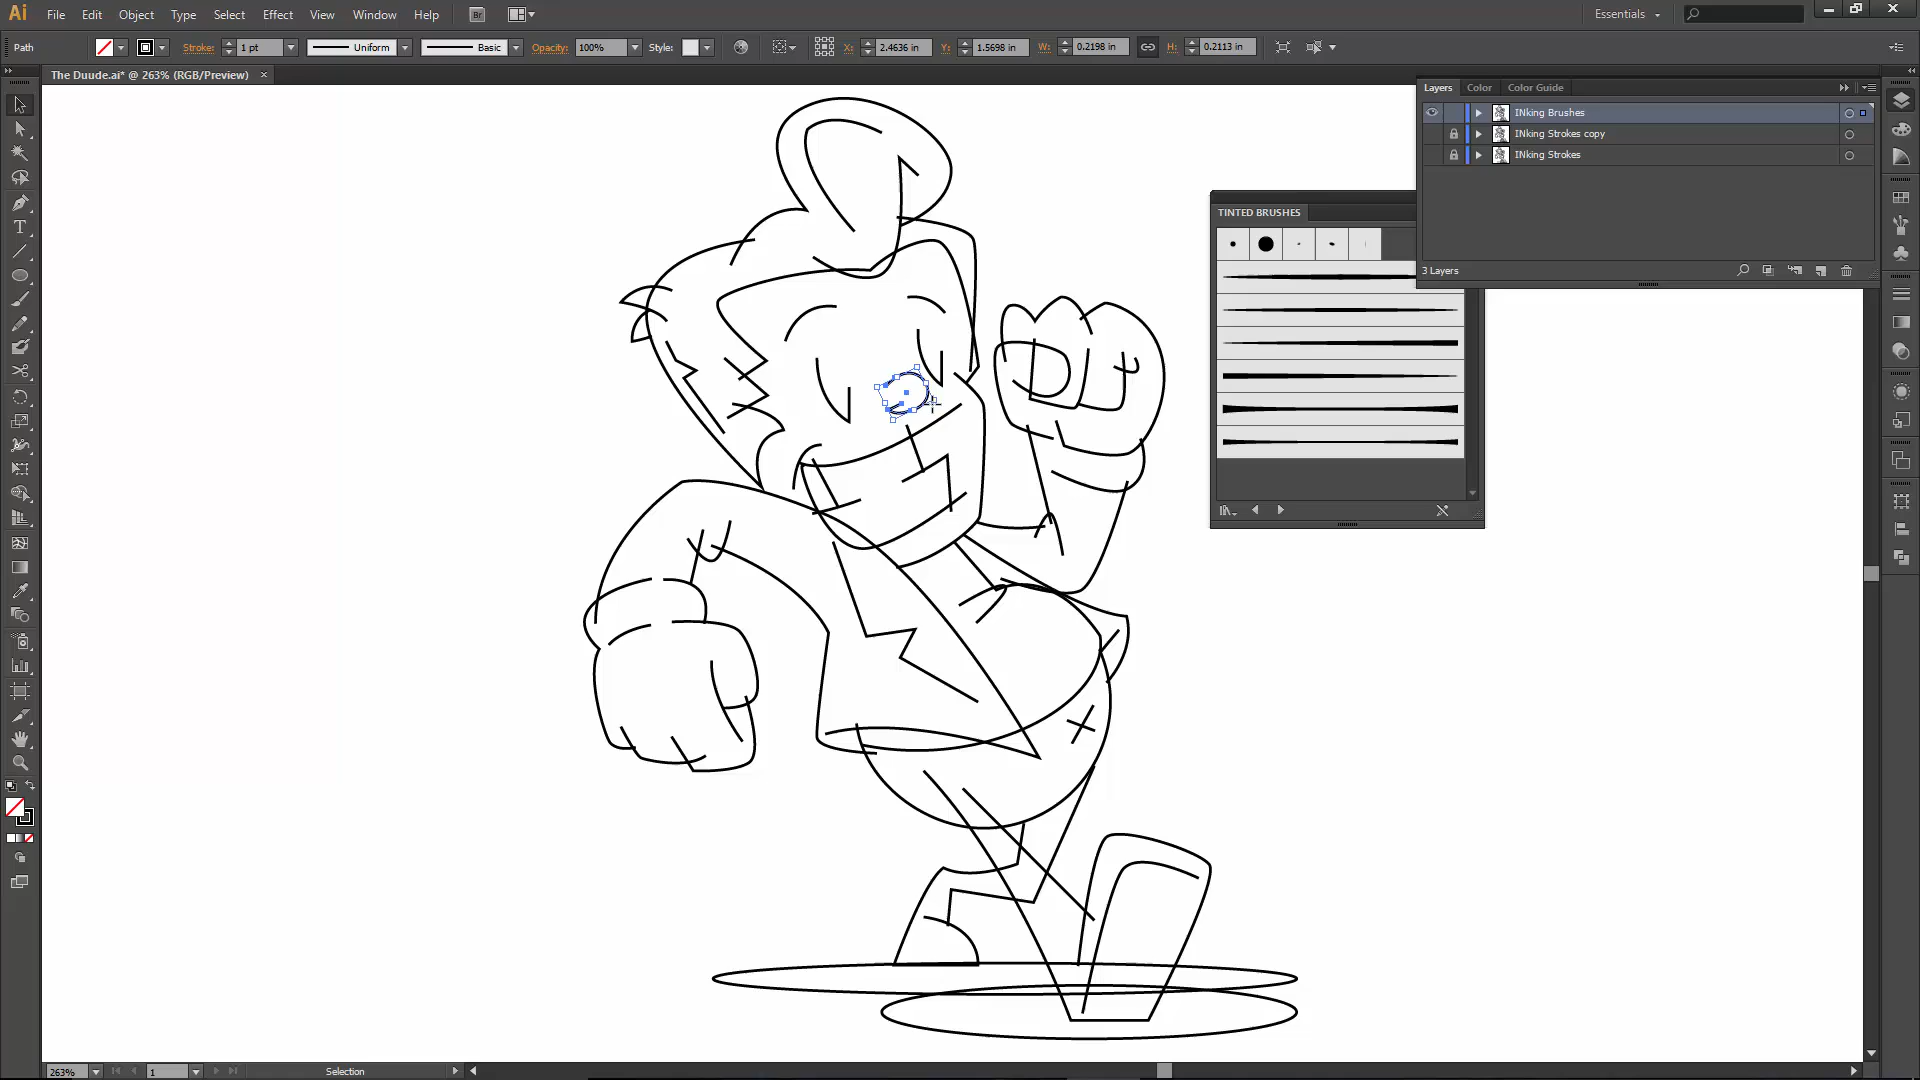 Ai File Edit Object Type Select Effect View Window Help Br Essentials
Path Stroke: 1 pt Uniform Basic Opacity: 100% Style: X: 2.4636 in Y: 1.5698 in W: 0.2198 in H: 0.2113 in
The Duude.ai* @ 263% (RGB/Preview)
Layers Color Color Guide
INking Brushes
INking Strokes copy
INking Strokes
3 Layers
TINTED BRUSHES
263% 1 Selection